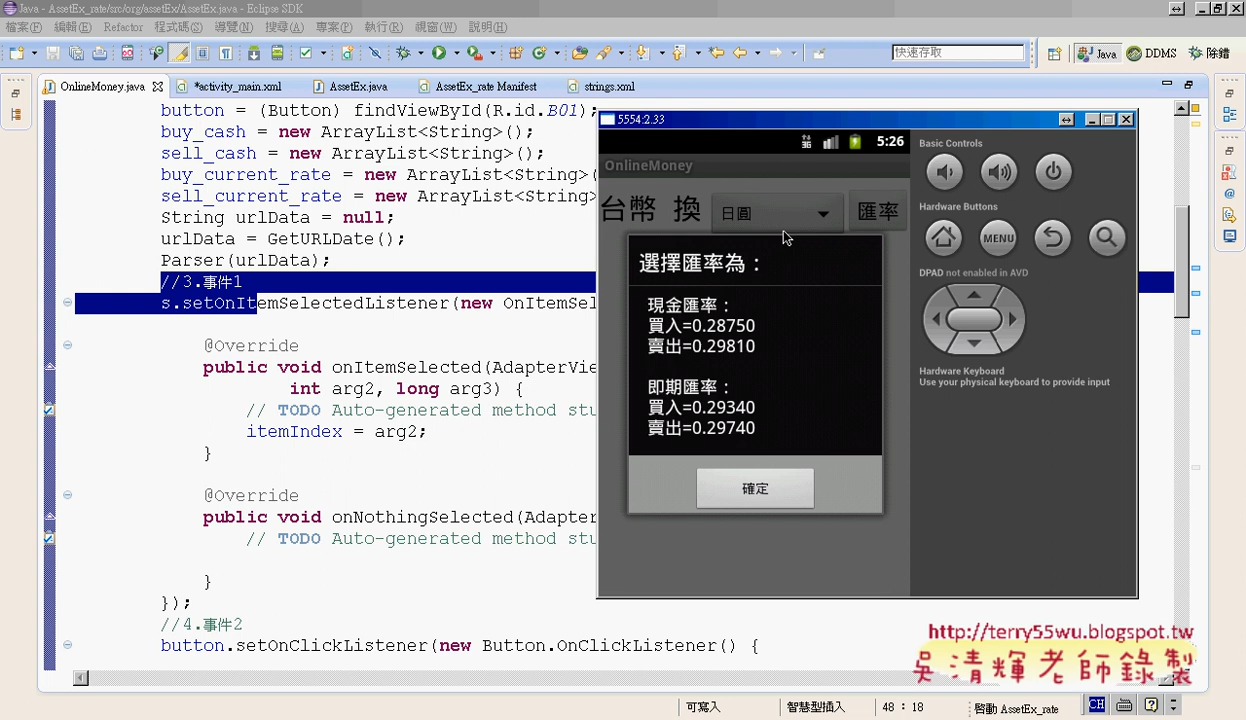 Java - AssetEx_rate/src/org/assetEx/AssetEx.java - Eclipse SDK
檔案(F) 編輯(E) Refactor 程式碼(S) 導覽(N) 搜尋(A) 專案(P) 執行(R) 視窗(W) 說明(H)
快速存取
Java DDMS 除錯
OnlineMoney.java *activity_main.xml AssetEx.java AssetEx_rate Manifest strings.xml
button = (Button) findViewById(R.id.B01);
buy_cash = new ArrayList<String>();
sell_cash = new ArrayList<String>();
buy_current_rate = new ArrayList<String>(
sell_current_rate = new ArrayList<String>
String urlData = null;
urlData = GetURLDate();
Parser(urlData);
//3.事件1
s.setOnItemSelectedListener(new OnItemSel
@Override
public void onItemSelected(AdapterVie
int arg2, long arg3) {
// TODO Auto-generated method stu
itemIndex = arg2;
}
@Override
public void onNothingSelected(Adapter
// TODO Auto-generated method stu
}
});
//4.事件2
button.setOnClickListener(new Button.OnClickListener() {
5554:2.33
3G 5:26
OnlineMoney
台幣 換 日圓 匯率
選擇匯率為：
現金匯率：
買入=0.28750
賣出=0.29810
即期匯率：
買入=0.29340
賣出=0.29740
確定
Basic Controls
Hardware Buttons
MENU
DPAD not enabled in AVD
Hardware Keyboard
Use your physical keyboard to provide input
http://terry55wu.blogspot.tw
吳清輝老師錄製
可寫入 智慧型插入 48 : 18 啓動 AssetEx_rate CH